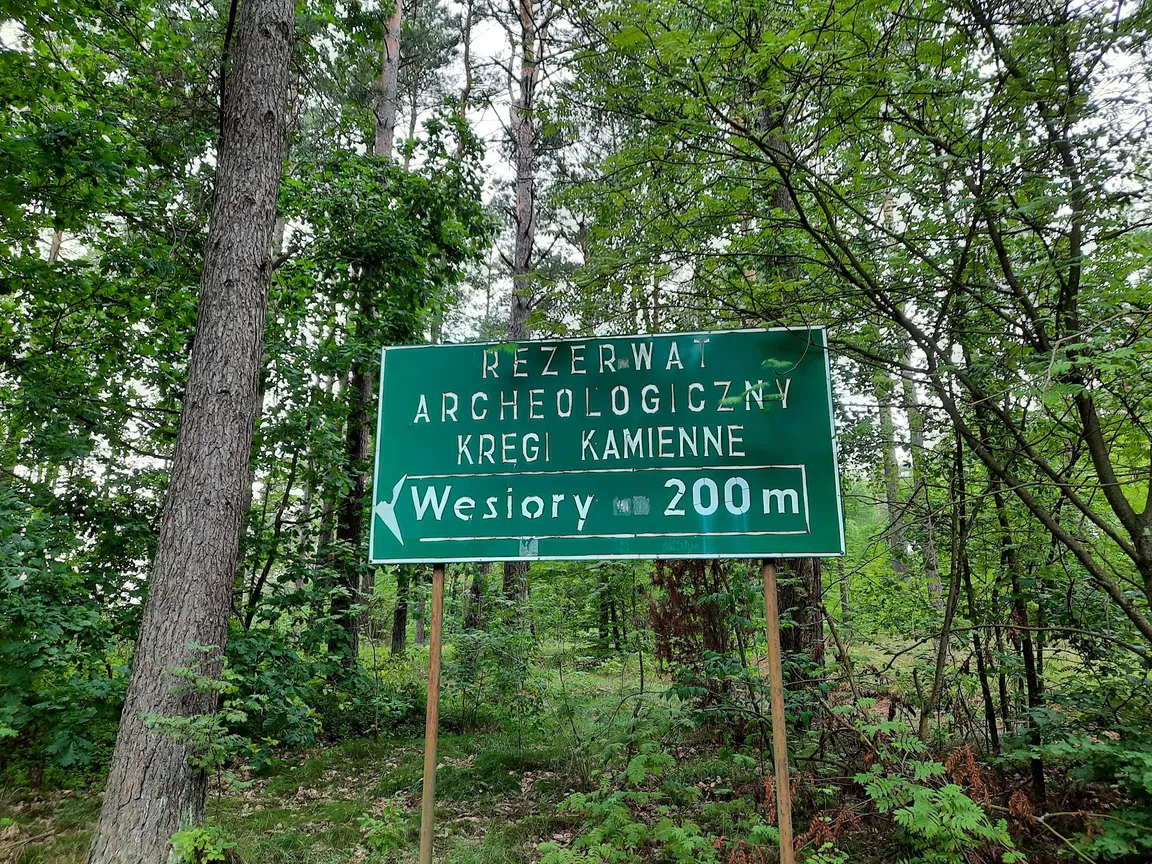 REZERWAT
ARCHEOLOGICZNY
KRĘGI KAMIENNE
Wesiory 200 m